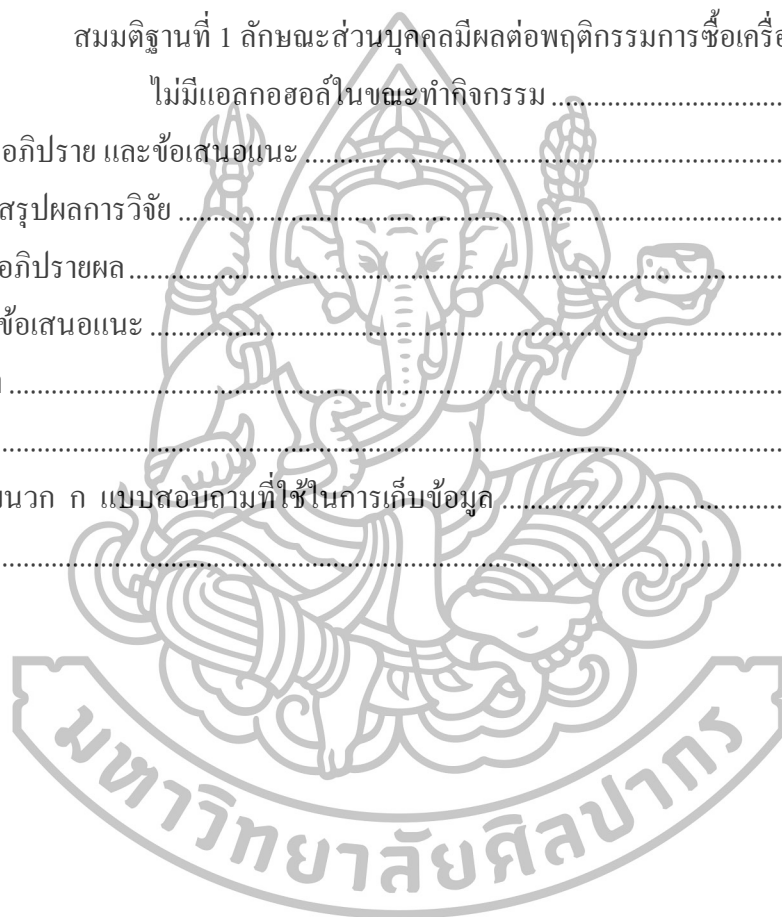 สมมติฐานที่ 1 ลักษณะส่วนบุคคลมีผลต่อพฤติกรรมการซื้อเครื่อ
ไม่มีแอลกอฮอล์ในขณะทำกิจกรรม ................................
อภิปราย และข้อเสนอแนะ ................................
สรุปผลการวิจัย ................................
อภิปรายผล ................................
ข้อเสนอแนะ ................................
................................
................................
นวก ก แบบสอบถามที่ใช้ในการเก็บข้อมูล ................................
................................
มหาวิทยาลัยศิลปากร